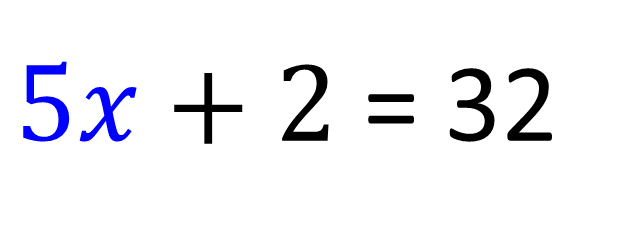 5x + 2 = 32